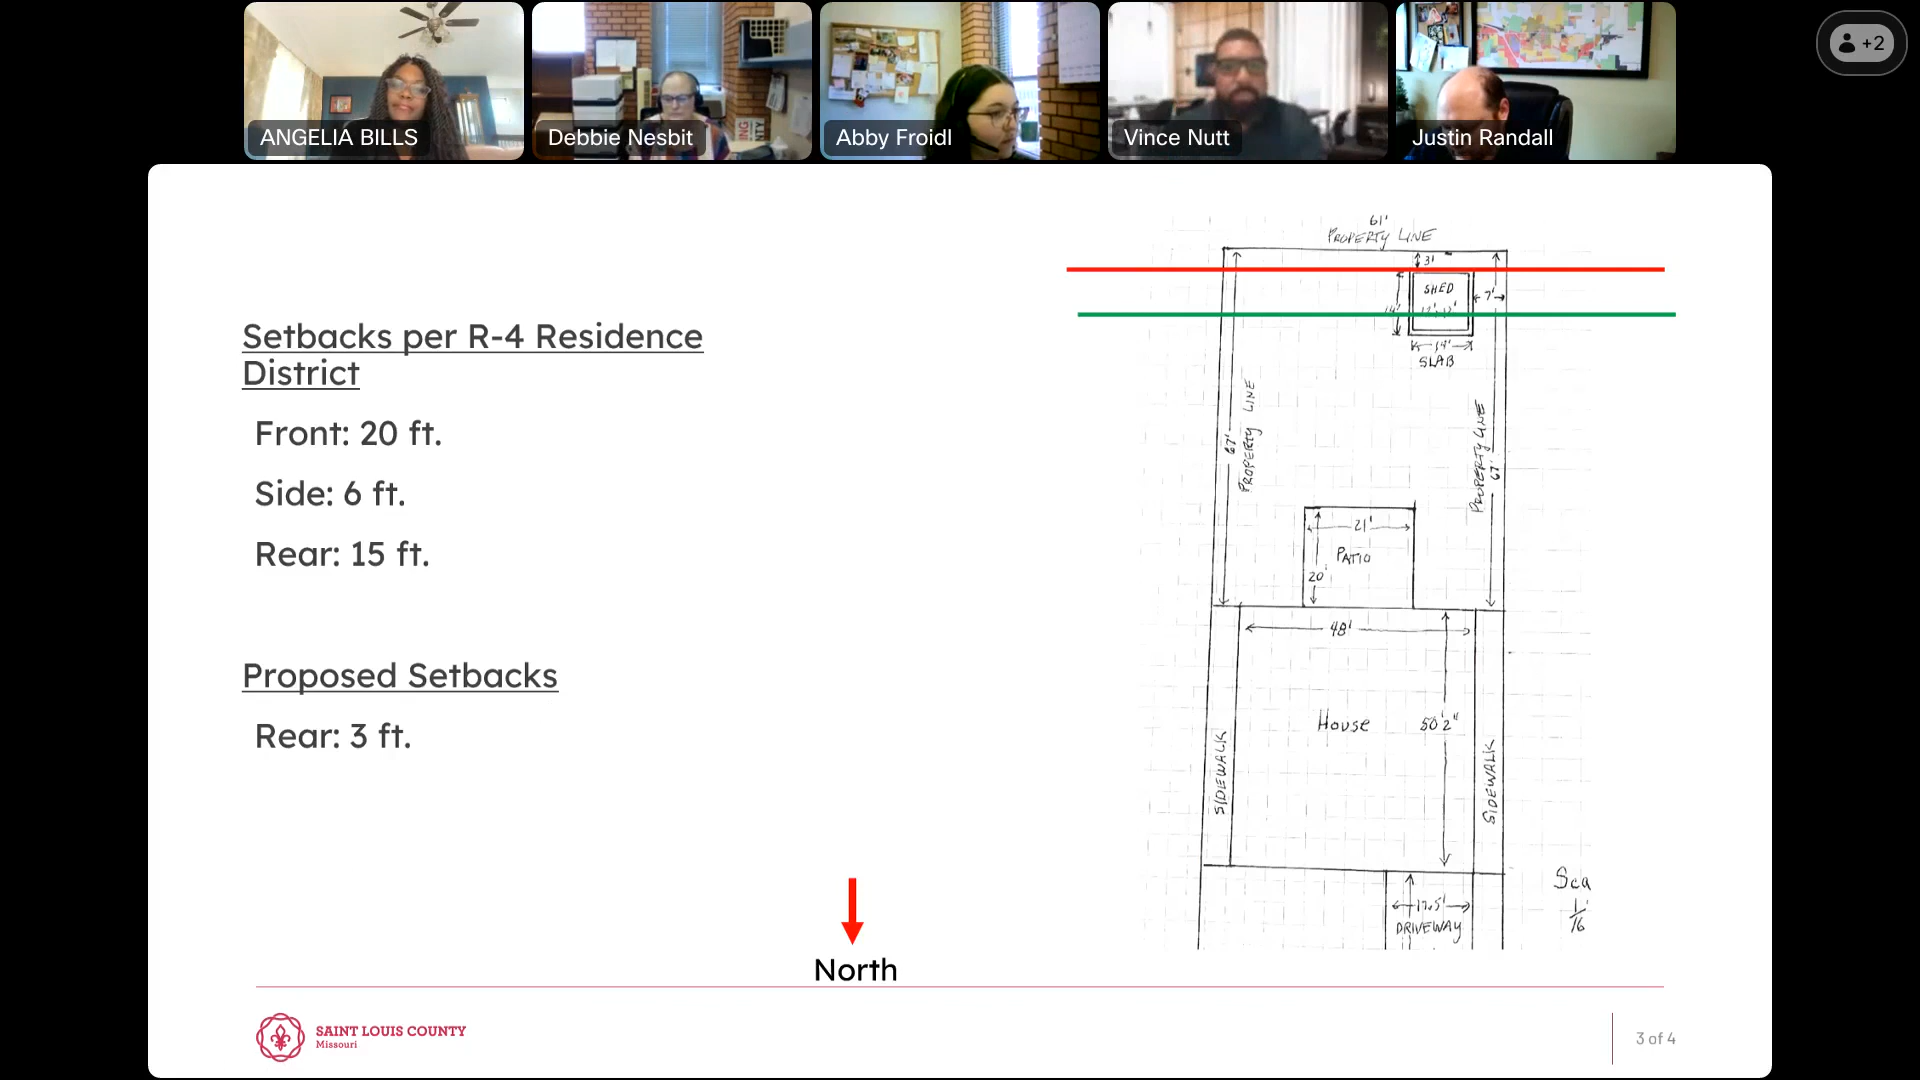 ANGELIA BILLS
Debbie Nesbit
Abby Froidl
Vince Nutt
Justin Randall
+2
Setbacks per R-4 Residence
District
Front: 20 ft.
Side: 6 ft.
Rear: 15 ft.
Proposed Setbacks
Rear: 3 ft.
North
61'
PROPERTY LINE
3'
SHED
7'
14'
14'
SLAB
67'
PROPERTY LINE
PROPERTY LINE
67'
21'
PATIO
20'
48'
HOUSE
50'2"
SIDEWALK
SIDEWALK
17.5'
DRIVEWAY
Sca
1'
16
SAINT LOUIS COUNTY
Missouri
3 of 4